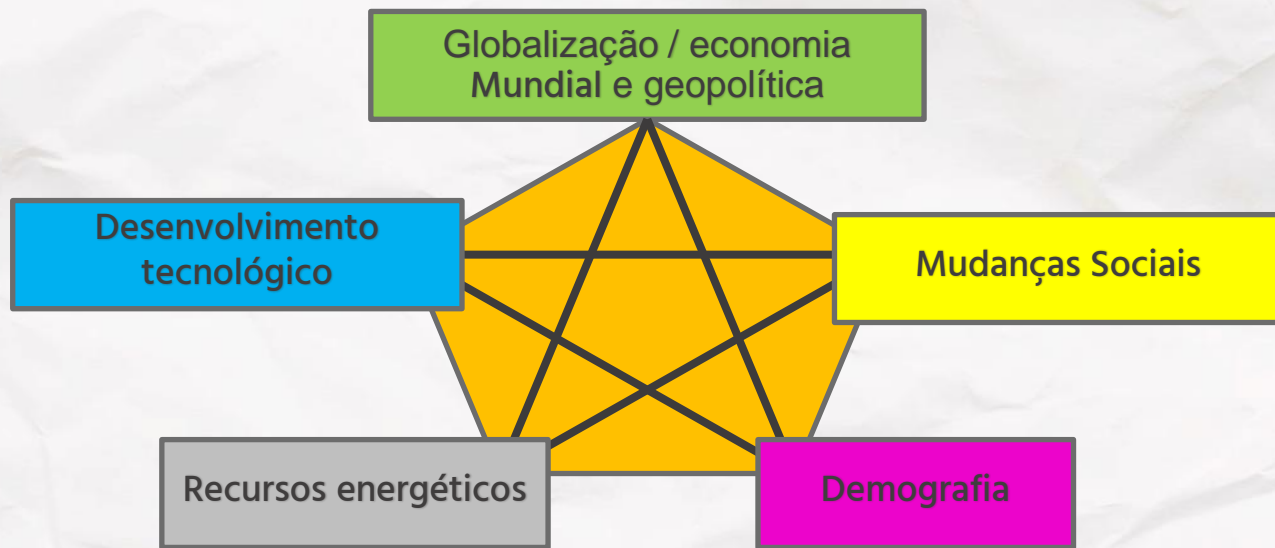 Globalização / economia
Mundial e geopolítica
Desenvolvimento
tecnológico
Mudanças Sociais
Recursos energéticos
Demografia